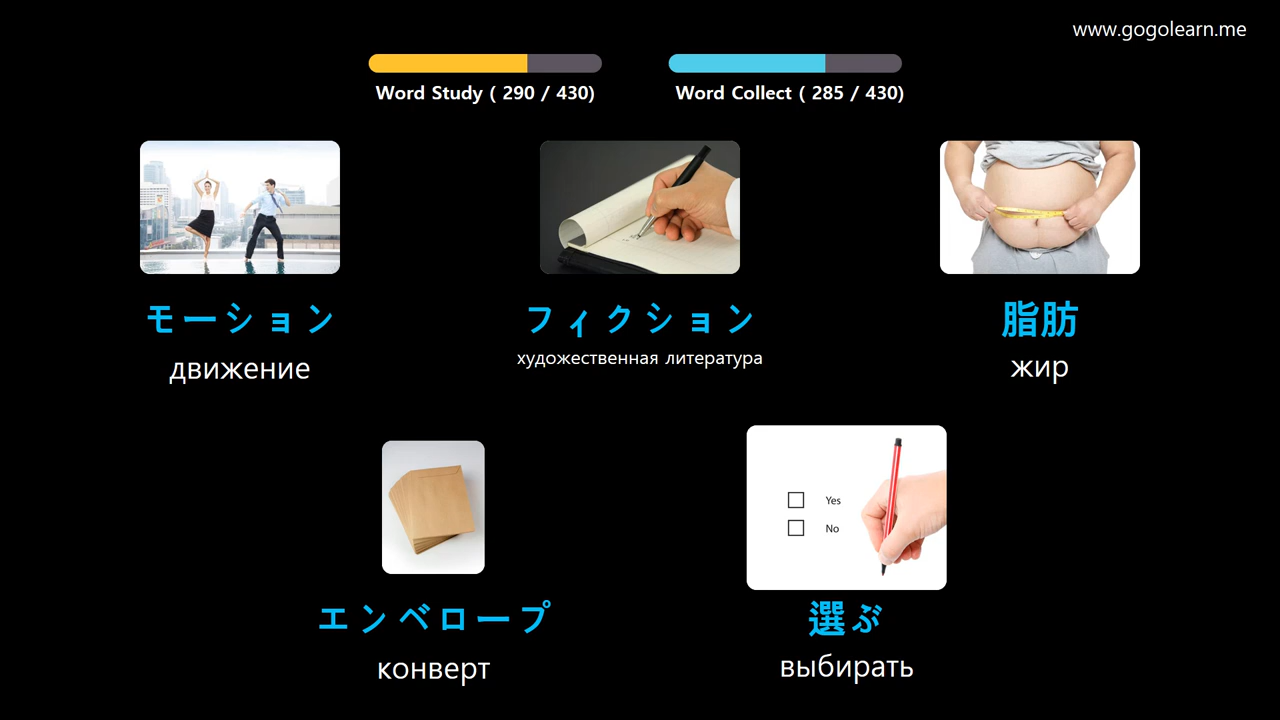 www.gogolearn.me
Word Study ( 290 / 430)
Word Collect ( 285 / 430)
モーション
движение
フィクション
художественная литература
脂肪
жир
Yes
No
エンベロープ
конверт
選ぶ
выбирать